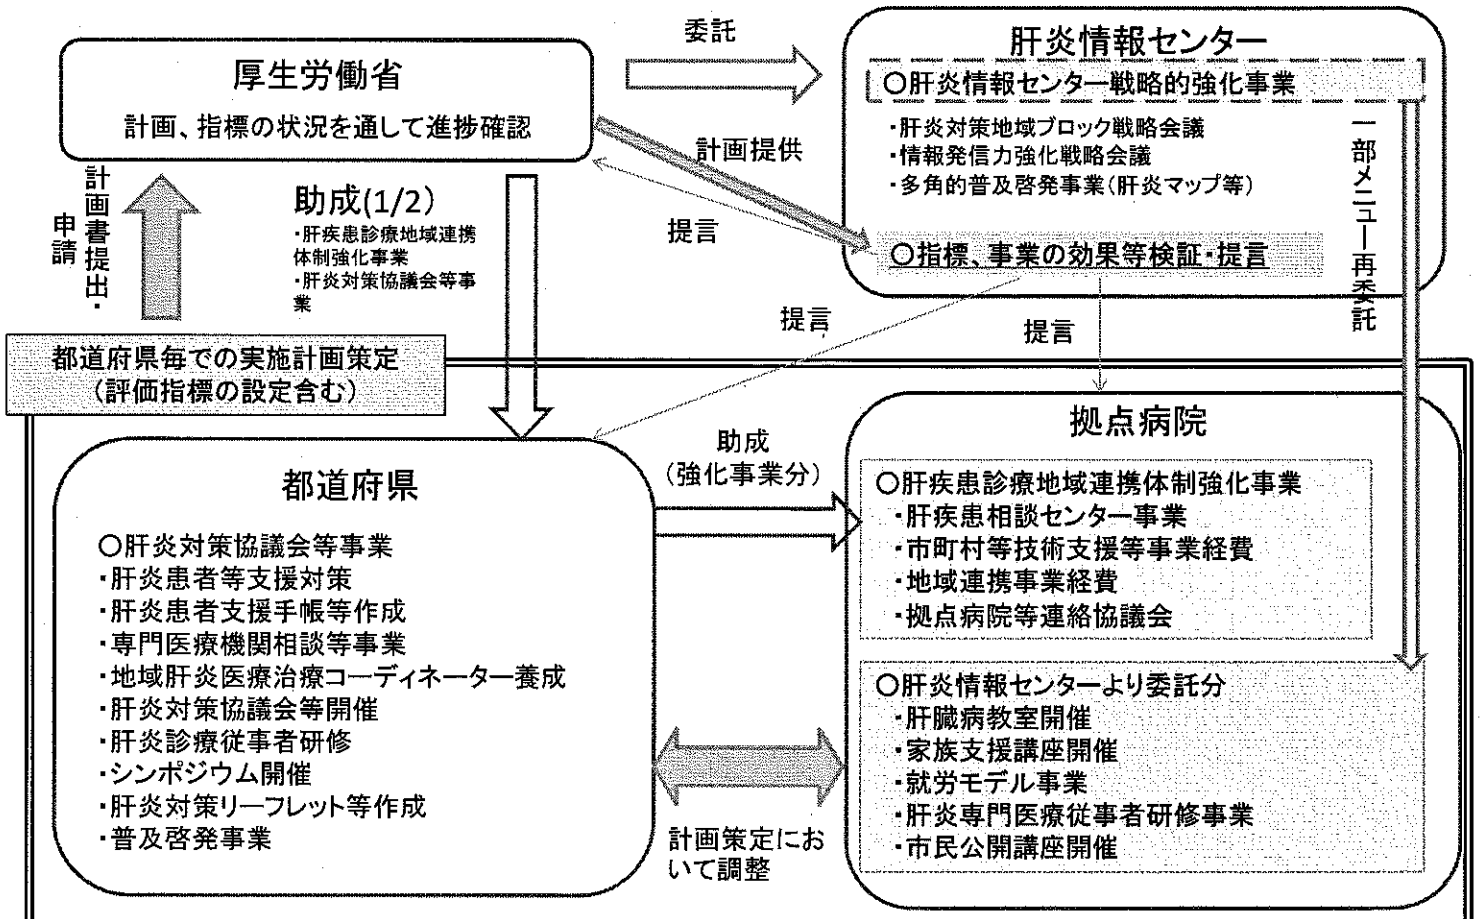 厚生労働省
計画、指標の状況を通して進捗確認
委託
肝炎情報センター
〇肝炎情報センター戦略的強化事業
・肝炎対策地域ブロック戦略会議
・情報発信力強化戦略会議
・多角的普及啓発事業(肝炎マップ等)
〇指標、事業の効果等検証・提言
一部メニュー再委託
計画提供
提言
計画書提出・
申請
助成(1/2)
・肝疾患診療地域連携
体制強化事業
・肝炎対策協議会等事
業
提言
提言
都道府県毎での実施計画策定
(評価指標の設定含む)
都道府県
〇肝炎対策協議会等事業
・肝炎患者等支援対策
・肝炎患者支援手帳等作成
・専門医療機関相談等事業
・地域肝炎医療治療コーディネーター養成
・肝炎対策協議会等開催
・肝炎診療従事者研修
・シンポジウム開催
・肝炎対策リーフレット等作成
・普及啓発事業
助成
(強化事業分)
計画策定にお
いて調整
拠点病院
〇肝疾患診療地域連携体制強化事業
・肝疾患相談センター事業
・市町村等技術支援等事業経費
・地域連携事業経費
・拠点病院等連絡協議会
〇肝炎情報センターより委託分
・肝臓病教室開催
・家族支援講座開催
・就労モデル事業
・肝炎専門医療従事者研修事業
・市民公開講座開催